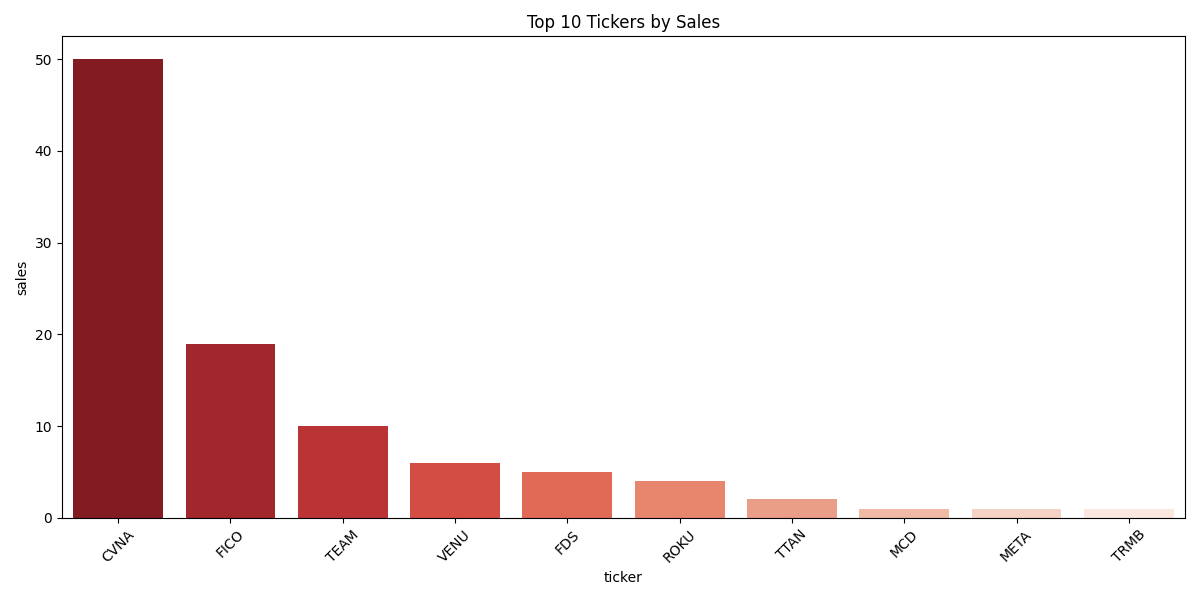 Top 10 Tickers by Sales
sales
50
40
30
20
10
0
CVNA
FICO
TEAM
VENU
FDS
ROKU
TTAN
MCD
META
TRMB
ticker